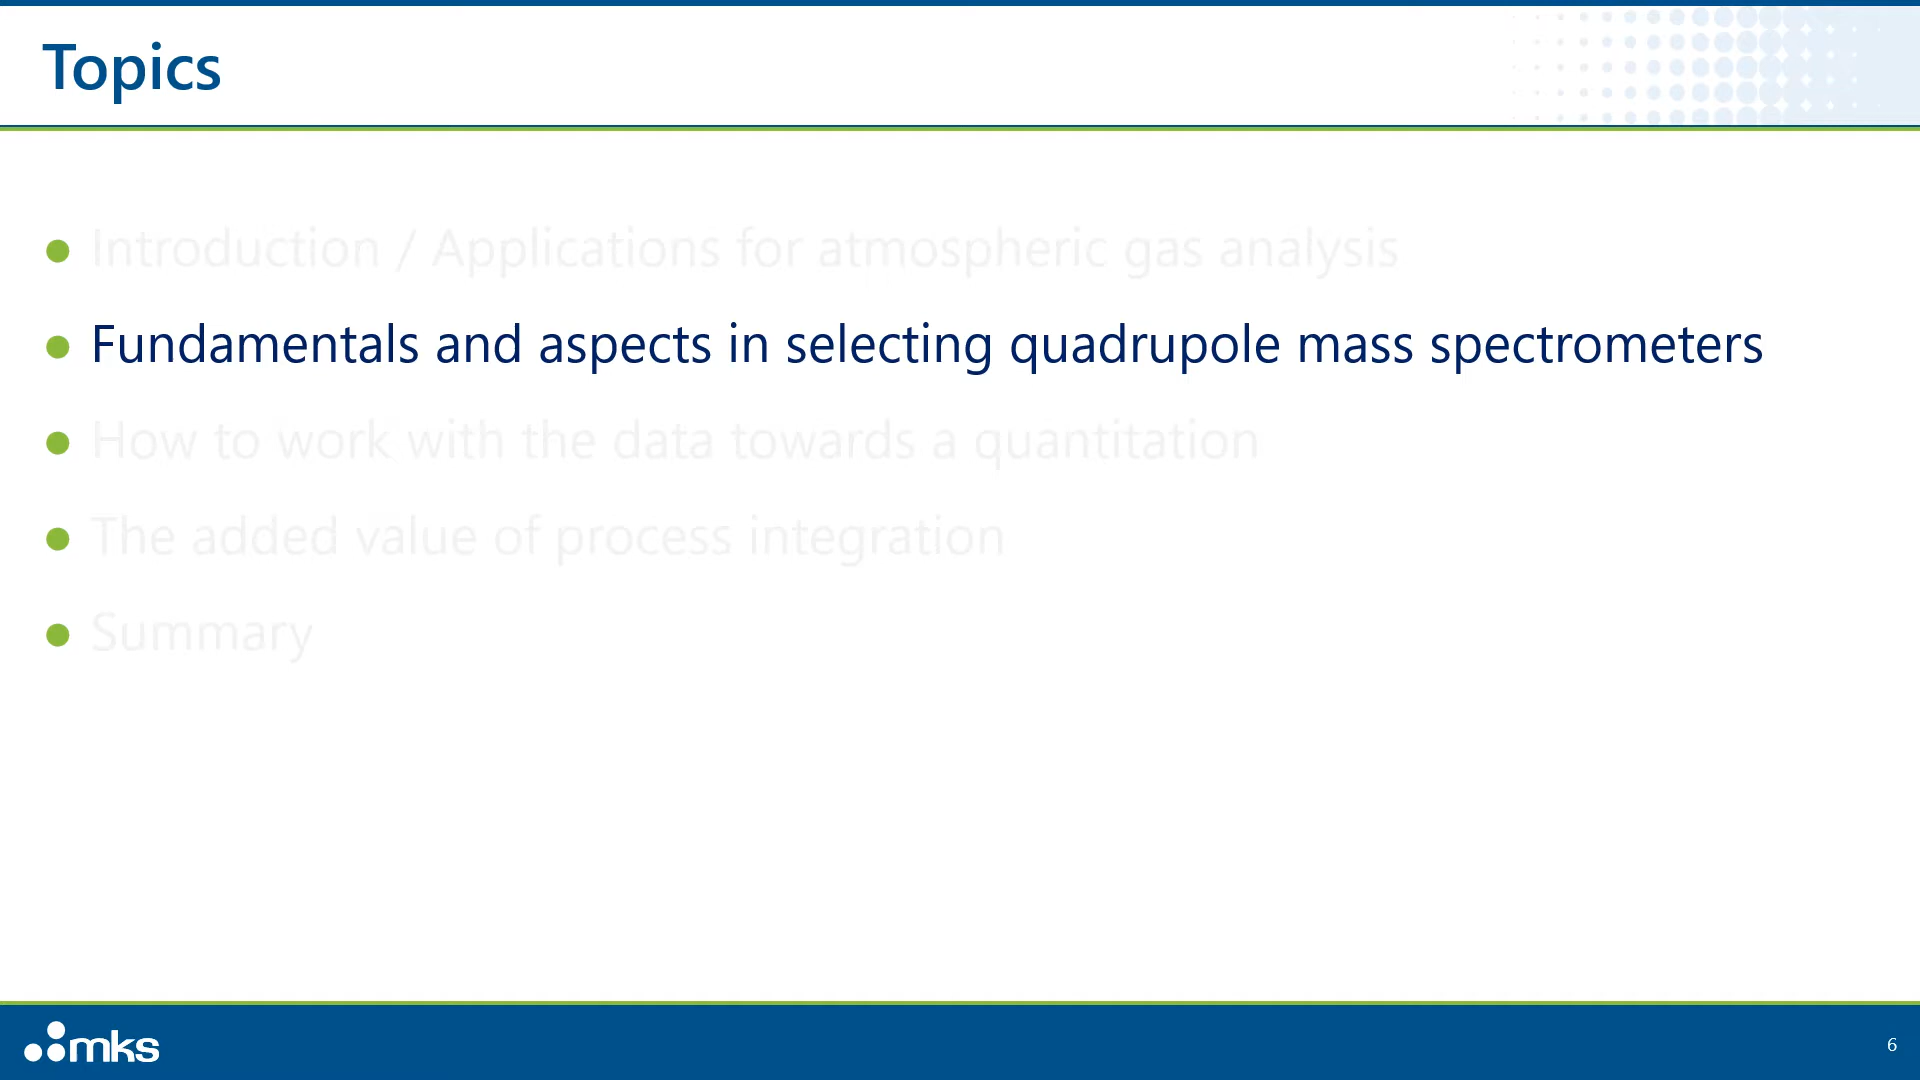 Topics
Introduction / Applications for atmospheric gas analysis
Fundamentals and aspects in selecting quadrupole mass spectrometers
How to work with the data towards a quantitation
The added value of process integration
Summary
mks
6